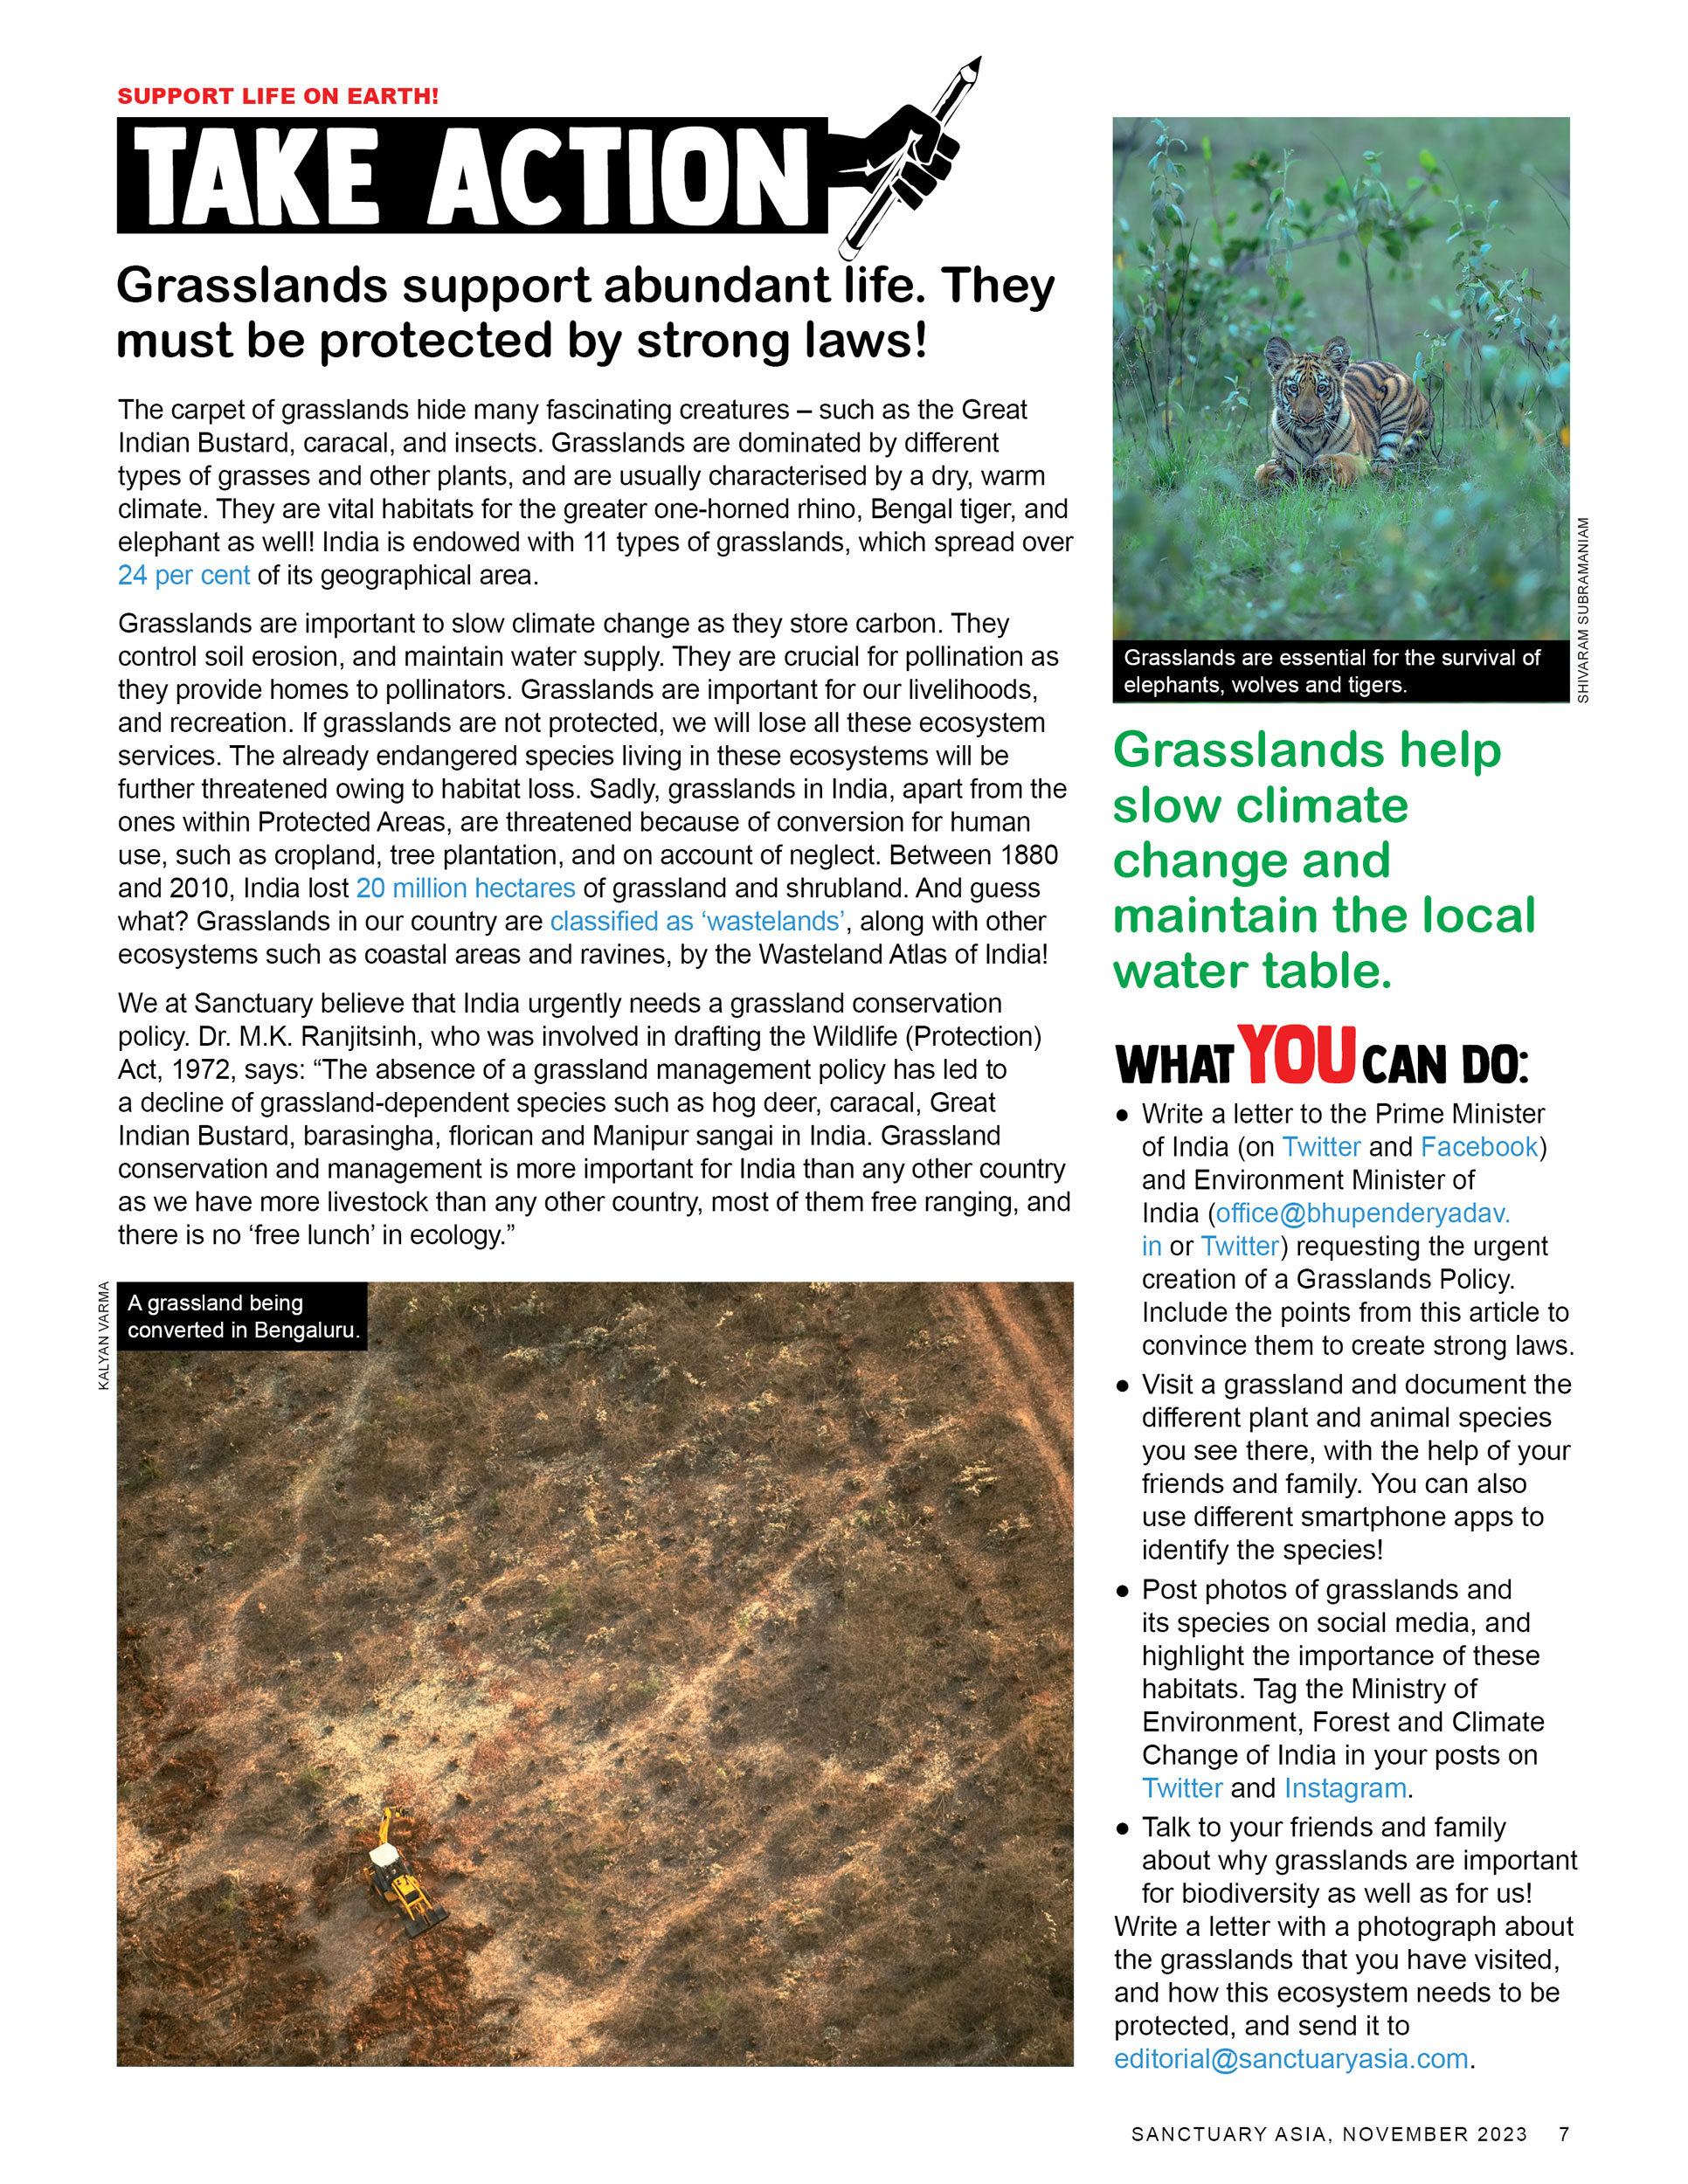 SUPPORT LIFE ON EARTH!
TAKE ACTION
Grasslands support abundant life. They
must be protected by strong laws!
The carpet of grasslands hide many fascinating creatures – such as the Great
Indian Bustard, caracal, and insects. Grasslands are dominated by different
types of grasses and other plants, and are usually characterised by a dry, warm
climate. They are vital habitats for the greater one-horned rhino, Bengal tiger, and
elephant as well! India is endowed with 11 types of grasslands, which spread over
24 per cent of its geographical area.
Grasslands are important to slow climate change as they store carbon. They
control soil erosion, and maintain water supply. They are crucial for pollination as
they provide homes to pollinators. Grasslands are important for our livelihoods,
and recreation. If grasslands are not protected, we will lose all these ecosystem
services. The already endangered species living in these ecosystems will be
further threatened owing to habitat loss. Sadly, grasslands in India, apart from the
ones within Protected Areas, are threatened because of conversion for human
use, such as cropland, tree plantation, and on account of neglect. Between 1880
and 2010, India lost 20 million hectares of grassland and shrubland. And guess
what? Grasslands in our country are classified as ‘wastelands’, along with other
ecosystems such as coastal areas and ravines, by the Wasteland Atlas of India!
We at Sanctuary believe that India urgently needs a grassland conservation
policy. Dr. M.K. Ranjitsinh, who was involved in drafting the Wildlife (Protection)
Act, 1972, says: “The absence of a grassland management policy has led to
a decline of grassland-dependent species such as hog deer, caracal, Great
Indian Bustard, barasingha, florican and Manipur sangai in India. Grassland
conservation and management is more important for India than any other country
as we have more livestock than any other country, most of them free ranging, and
there is no ‘free lunch’ in ecology.”
KALYAN VARMA
A grassland being
converted in Bengaluru.
SHIVARAM SUBRAMANIAM
Grasslands are essential for the survival of
elephants, wolves and tigers.
Grasslands help
slow climate
change and
maintain the local
water table.
WHAT YOU CAN DO:
● Write a letter to the Prime Minister
of India (on Twitter and Facebook)
and Environment Minister of
India (office@bhupenderyadav.
in or Twitter) requesting the urgent
creation of a Grasslands Policy.
Include the points from this article to
convince them to create strong laws.
● Visit a grassland and document the
different plant and animal species
you see there, with the help of your
friends and family. You can also
use different smartphone apps to
identify the species!
● Post photos of grasslands and
its species on social media, and
highlight the importance of these
habitats. Tag the Ministry of
Environment, Forest and Climate
Change of India in your posts on
Twitter and Instagram.
● Talk to your friends and family
about why grasslands are important
for biodiversity as well as for us!
Write a letter with a photograph about
the grasslands that you have visited,
and how this ecosystem needs to be
protected, and send it to
editorial@sanctuaryasia.com.
SANCTUARY ASIA, NOVEMBER 2023 7